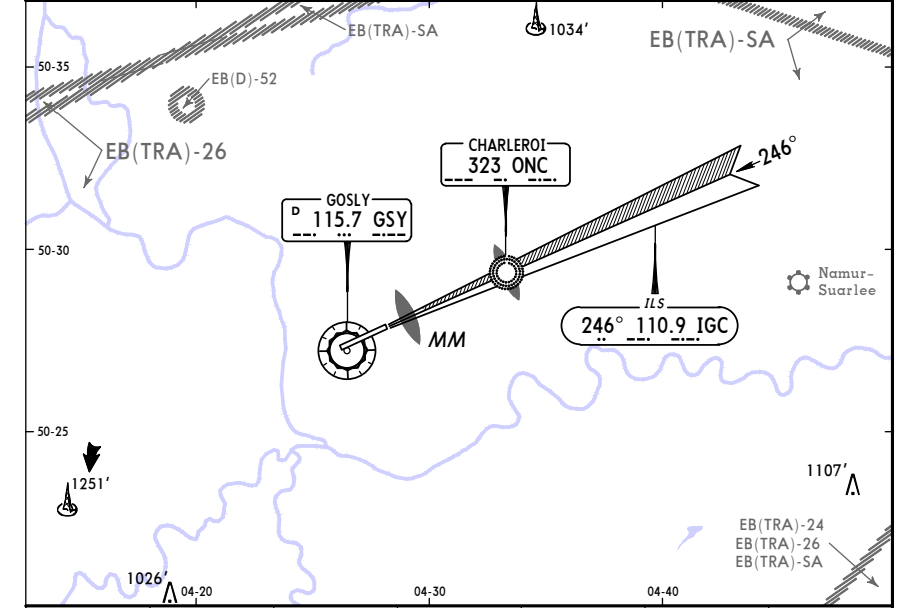 EB(TRA)-SA
1034'
EB(TRA)-SA
50-35
EB(D)-52
EB(TRA)-26
CHARLEROI
323 ONC
246°
GOSLY
D 115.7 GSY
50-30
Namur-
Suarlee
ILS
246° 110.9 IGC
MM
50-25
1251'
1107'
EB(TRA)-24
EB(TRA)-26
EB(TRA)-SA
1026'
04-20
04-30
04-40